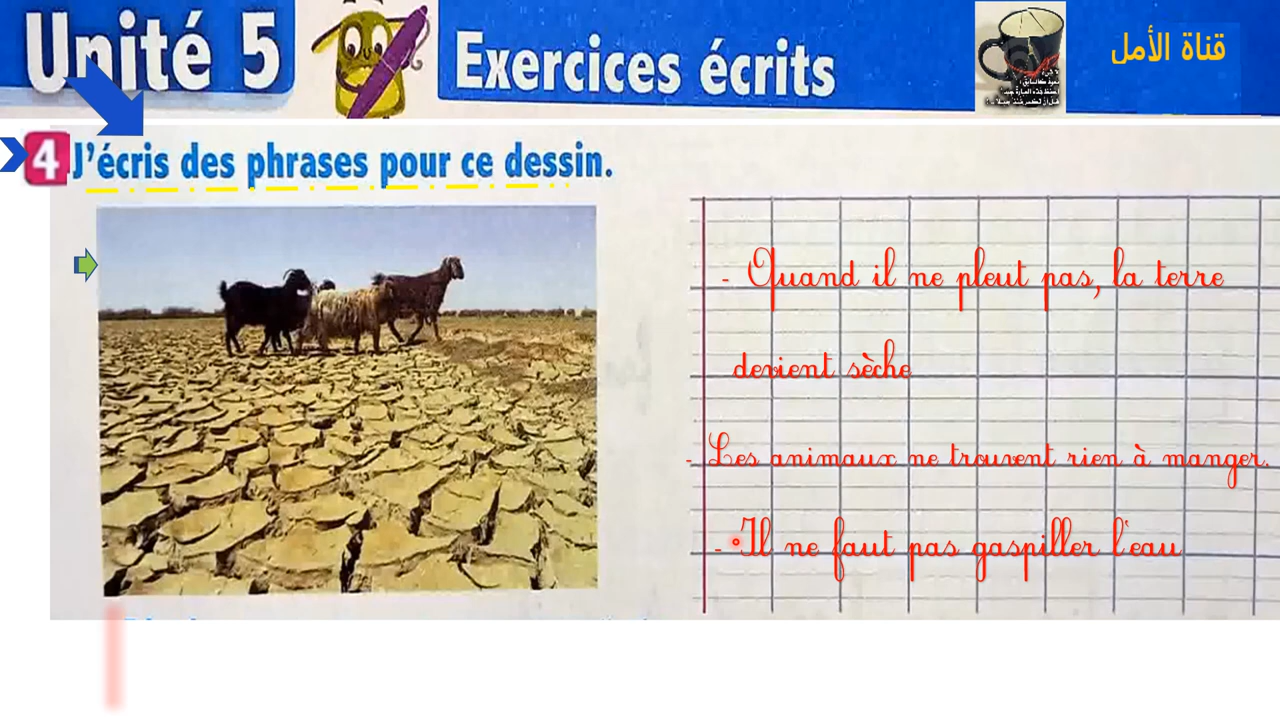 Unité 5
Exercices écrits
قناة الأمل
4 J'écris des phrases pour ce dessin.
- Quand il ne pleut pas, la terre
devient sèche
- Les animaux ne trouvent rien à manger.
- Il ne faut pas gaspiller l'eau